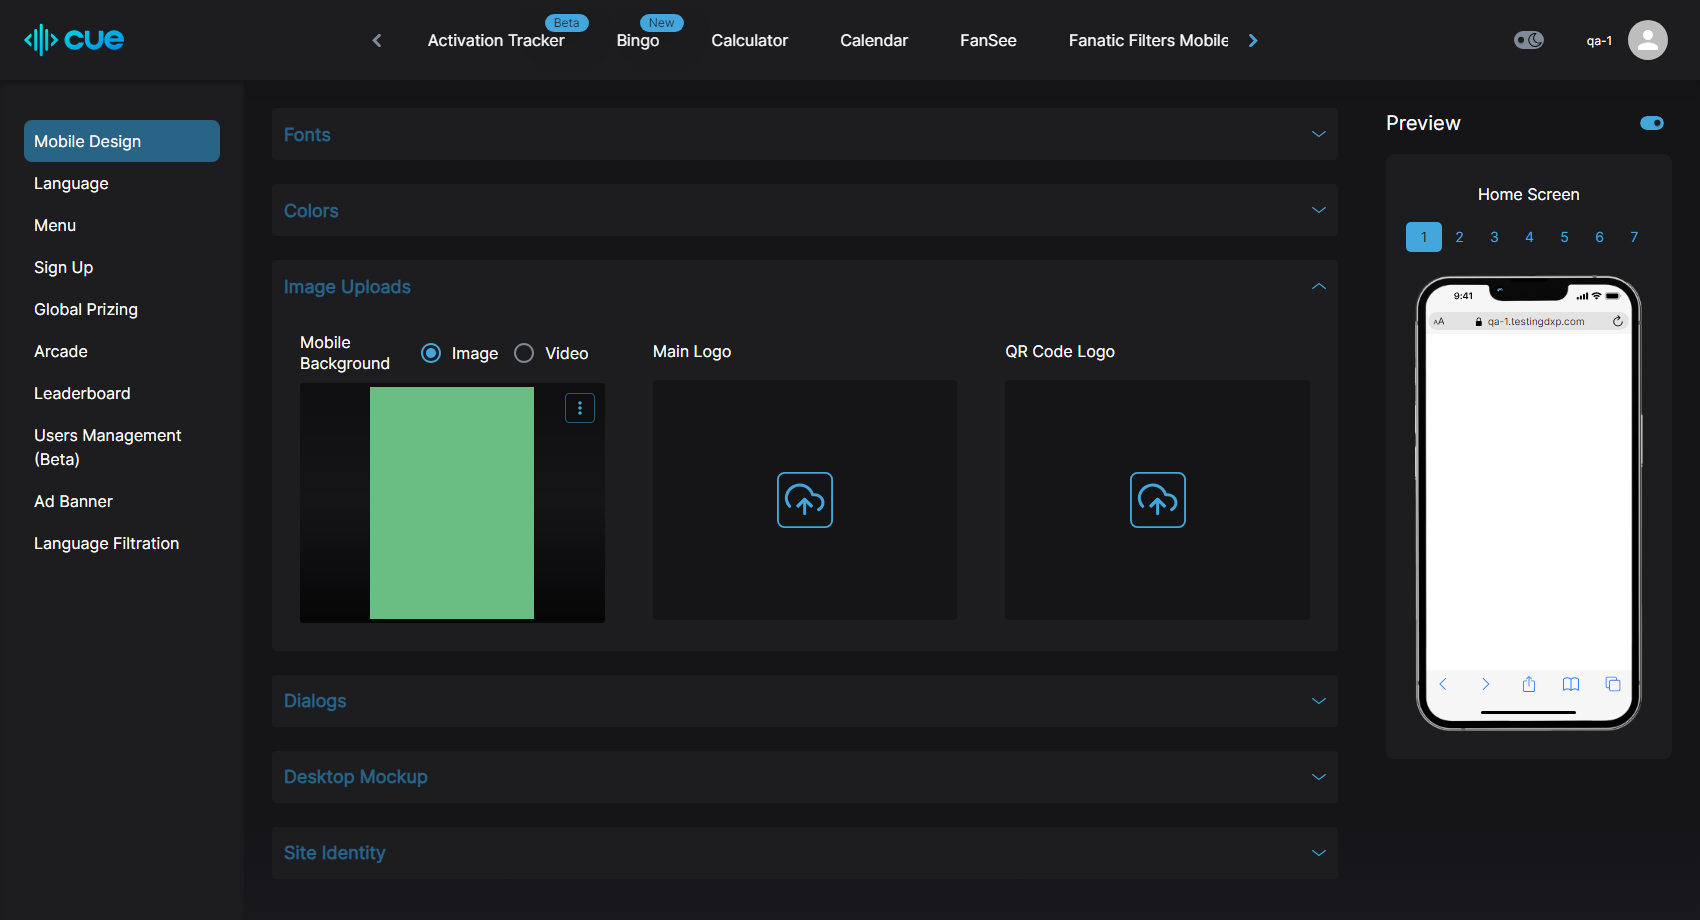 cue
Activation Tracker
Beta
Bingo
New
Calculator
Calendar
FanSee
Fanatic Filters Mobile
qa-1
Mobile Design
Language
Menu
Sign Up
Global Prizing
Arcade
Leaderboard
Users Management
(Beta)
Ad Banner
Language Filtration
Fonts
Colors
Image Uploads
Mobile
Background
Image
Video
Main Logo
QR Code Logo
Dialogs
Desktop Mockup
Site Identity
Preview
Home Screen
1 2 3 4 5 6 7
9:41
AA qa-1.testingdxp.com